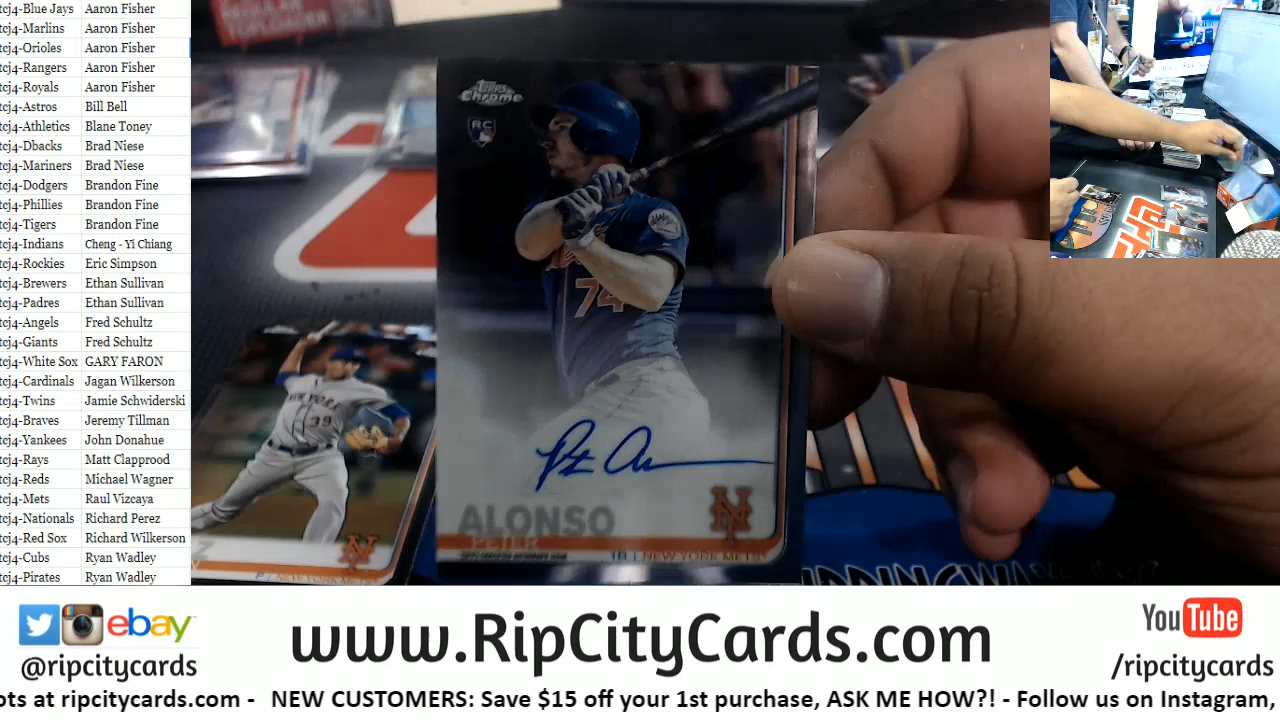 tcj4-Blue Jays Aaron Fisher
tcj4-Marlins Aaron Fisher
tcj4-Orioles Aaron Fisher
tcj4-Rangers Aaron Fisher
tcj4-Royals Aaron Fisher
tcj4-Astros Bill Bell
tcj4-Athletics Blane Toney
tcj4-Dbacks Brad Niese
tcj4-Mariners Brad Niese
tcj4-Dodgers Brandon Fine
tcj4-Phillies Brandon Fine
tcj4-Tigers Brandon Fine
tcj4-Indians Cheng - Yi Chiang
tcj4-Rockies Eric Simpson
tcj4-Brewers Ethan Sullivan
tcj4-Padres Ethan Sullivan
tcj4-Angels Fred Schultz
tcj4-Giants Fred Schultz
tcj4-White Sox GARY FARON
tcj4-Cardinals Jagan Wilkerson
tcj4-Twins Jamie Schwiderski
tcj4-Braves Jeremy Tillman
tcj4-Yankees John Donahue
tcj4-Rays Matt Clapprood
tcj4-Reds Michael Wagner
tcj4-Mets Raul Vizcaya
tcj4-Nationals Richard Perez
tcj4-Red Sox Richard Wilkerson
tcj4-Cubs Ryan Wadley
tcj4-Pirates Ryan Wadley
TOPLOADER
Topps
Chrome
RC
74
ALONSO
PETER
1B | NEW YORK METS
NEW YORK
39
NY
ebay
@ripcitycards
www.RipCityCards.com
YouTube
/ripcitycards
ots at ripcitycards.com - NEW CUSTOMERS: Save $15 off your 1st purchase, ASK ME HOW?! - Follow us on Instagram,